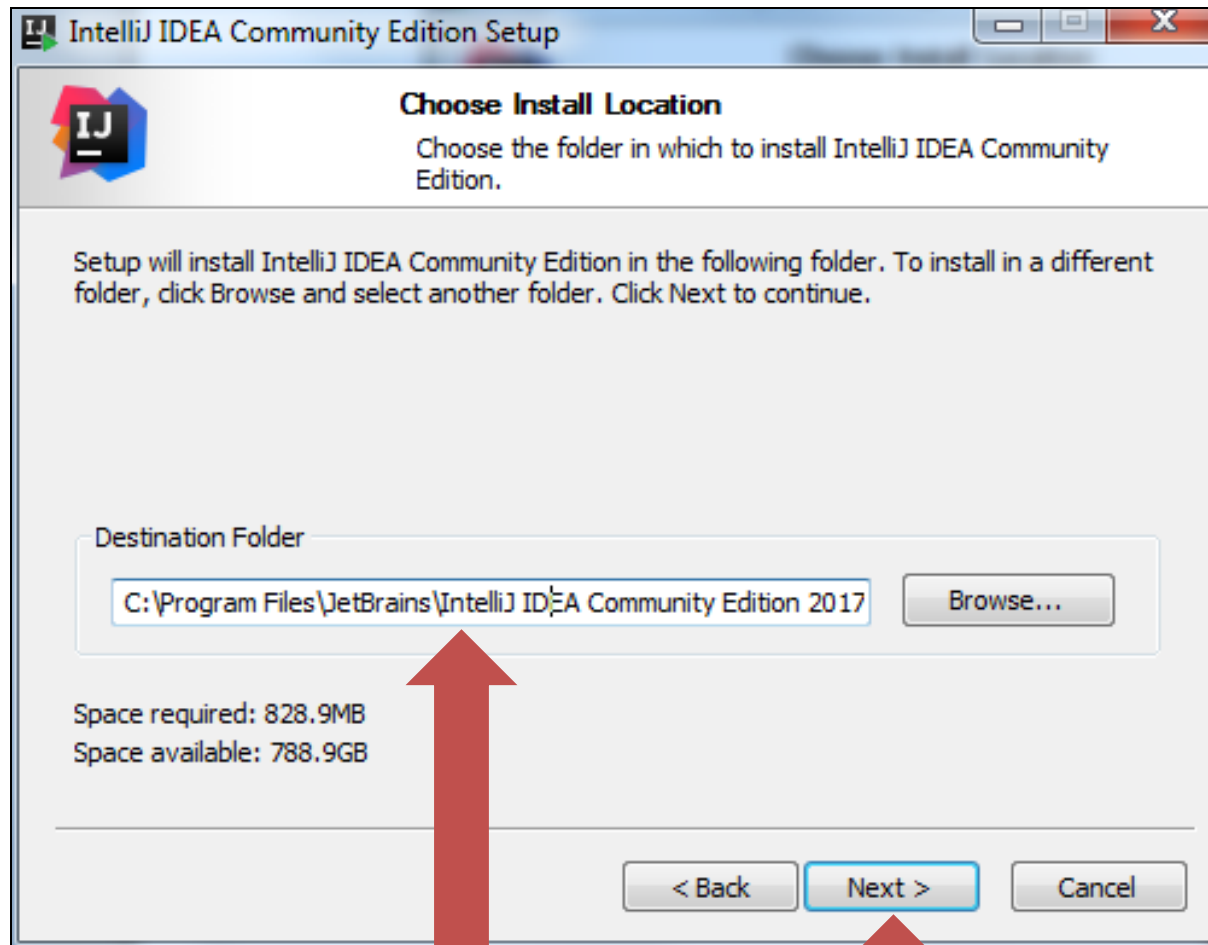 IntelliJ IDEA Community Edition Setup
IJ
Choose Install Location
Choose the folder in which to install IntelliJ IDEA Community
Edition.
Setup will install IntelliJ IDEA Community Edition in the following folder. To install in a different
folder, click Browse and select another folder. Click Next to continue.
Destination Folder
C:\Program Files\JetBrains\IntelliJ IDEA Community Edition 2017
Browse...
Space required: 828.9MB
Space available: 788.9GB
< Back
Next >
Cancel